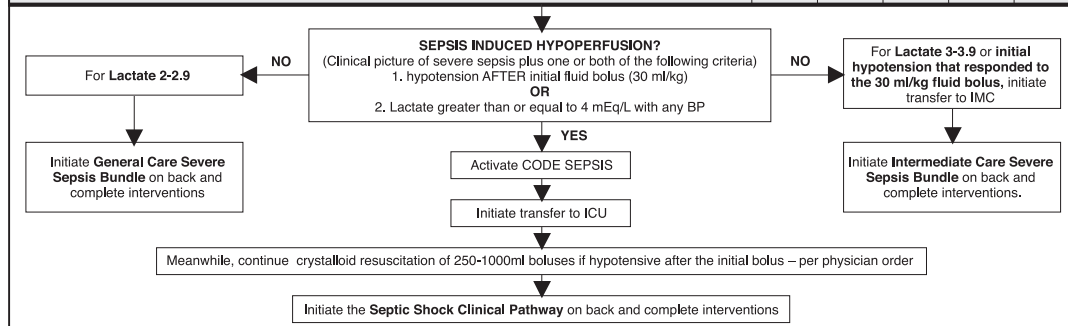 SEPSIS INDUCED HYPOPERFUSION?
(Clinical picture of severe sepsis plus one or both of the following criteria)
1. hypotension AFTER initial fluid bolus (30 ml/kg)
OR
2. Lactate greater than or equal to 4 mEq/L with any BP
NO
For Lactate 2-2.9
Initiate General Care Severe
Sepsis Bundle on back and
complete interventions
NO
For Lactate 3-3.9 or initial
hypotension that responded to
the 30 ml/kg fluid bolus, initiate
transfer to IMC
Initiate Intermediate Care Severe
Sepsis Bundle on back and
complete interventions.
YES
Activate CODE SEPSIS
Initiate transfer to ICU
Meanwhile, continue crystalloid resuscitation of 250-1000ml boluses if hypotensive after the initial bolus – per physician order
Initiate the Septic Shock Clinical Pathway on back and complete interventions